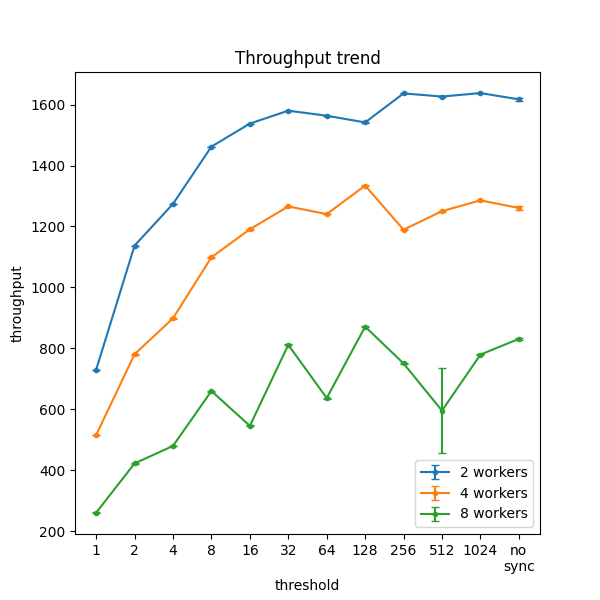 Throughput trend
throughput
1600
1400
1200
1000
800
600
400
200
2 workers
4 workers
8 workers
1 2 4 8 16 32 64 128 256 512 1024 no
sync
threshold